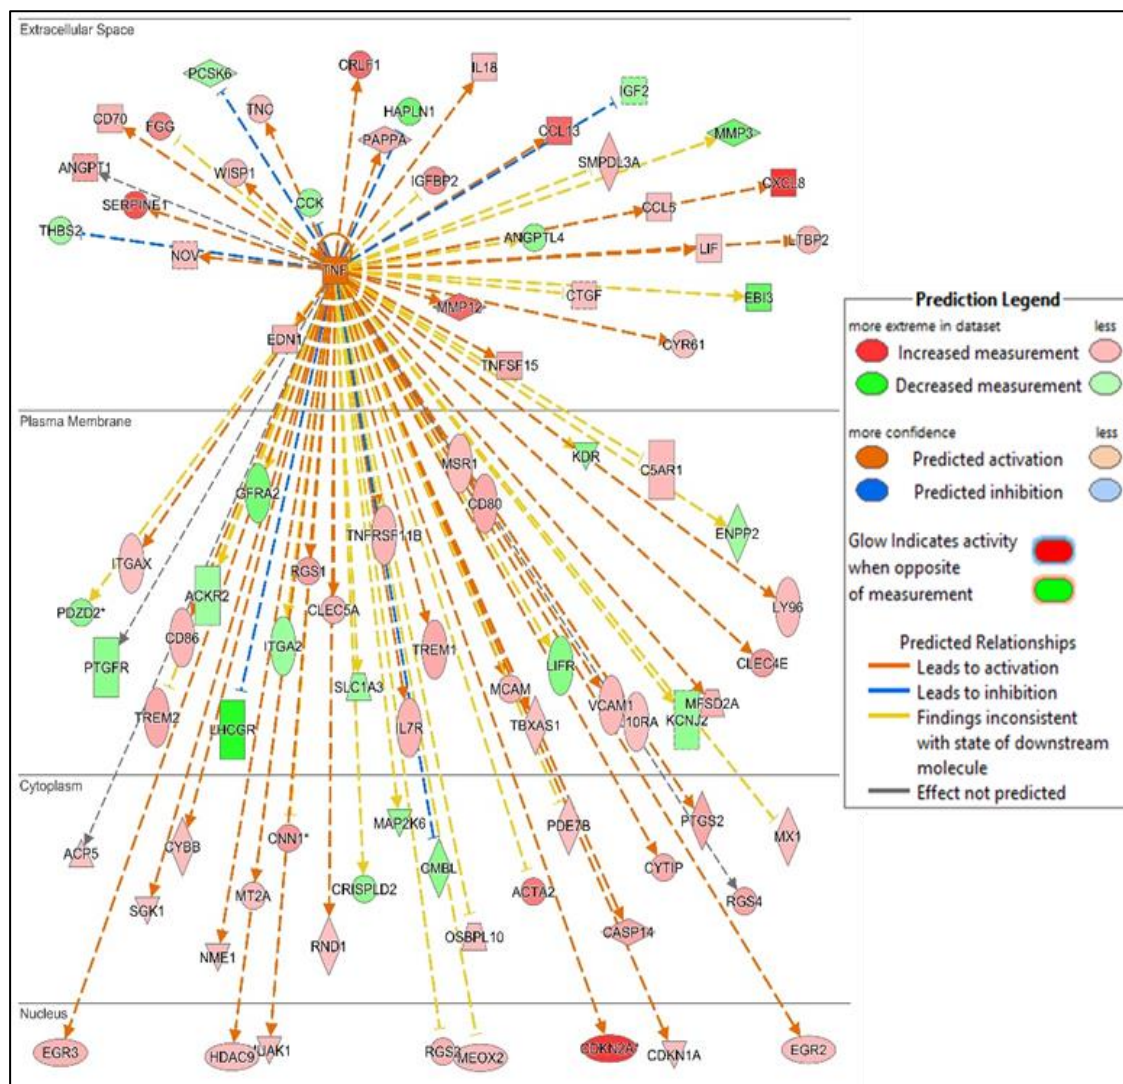 Extracellular Space
CRLF1
IL18
PCSK6
IGF2
HAPLN1
TNC
CD70
FGG
CCL13
MMP3
PAPPA
SMPDL3A
ANGPT1
WISP1
IGFBP2
CXCL8
CCK
SERPINE1
CCL5
THBS2
ANGPTL4
LTBP2
LIF
NOV
TNF
CTGF
EBI3
MMP12
EDN1
CYR61
TNFSF15
Plasma Membrane
MSR1
KDR
C5AR1
GFRA2
CD80
ENPP2
TNFRSF11B
ITGAX
RGS1
ACKR2
PDZD2*
CLEC5A
LY96
CD86
ITGA2
TREM1
PTGFR
LIFR
CLEC4E
SLC1A3
MCAM
VCAM1
MFSD2A
TREM2
TBXAS1
10RA
KCNJ2
LHCGR
IL7R
Cytoplasm
MAP2K6
PDE7B
PTGS2
MX1
CNN1*
ACP5
CYBB
CMBL
CYTIP
CRISPLD2
ACTA2
MT2A
RGS4
SGK1
OSBPL10
CASP14
RND1
NME1
Nucleus
EGR3
HDAC9
UAK1
RGS2
MEOX2
CDKN2A*
CDKN1A
EGR2
Prediction Legend
more extreme in dataset less
Increased measurement
Decreased measurement
more confidence less
Predicted activation
Predicted inhibition
Glow Indicates activity
when opposite
of measurement
Predicted Relationships
Leads to activation
Leads to inhibition
Findings inconsistent
with state of downstream
molecule
Effect not predicted